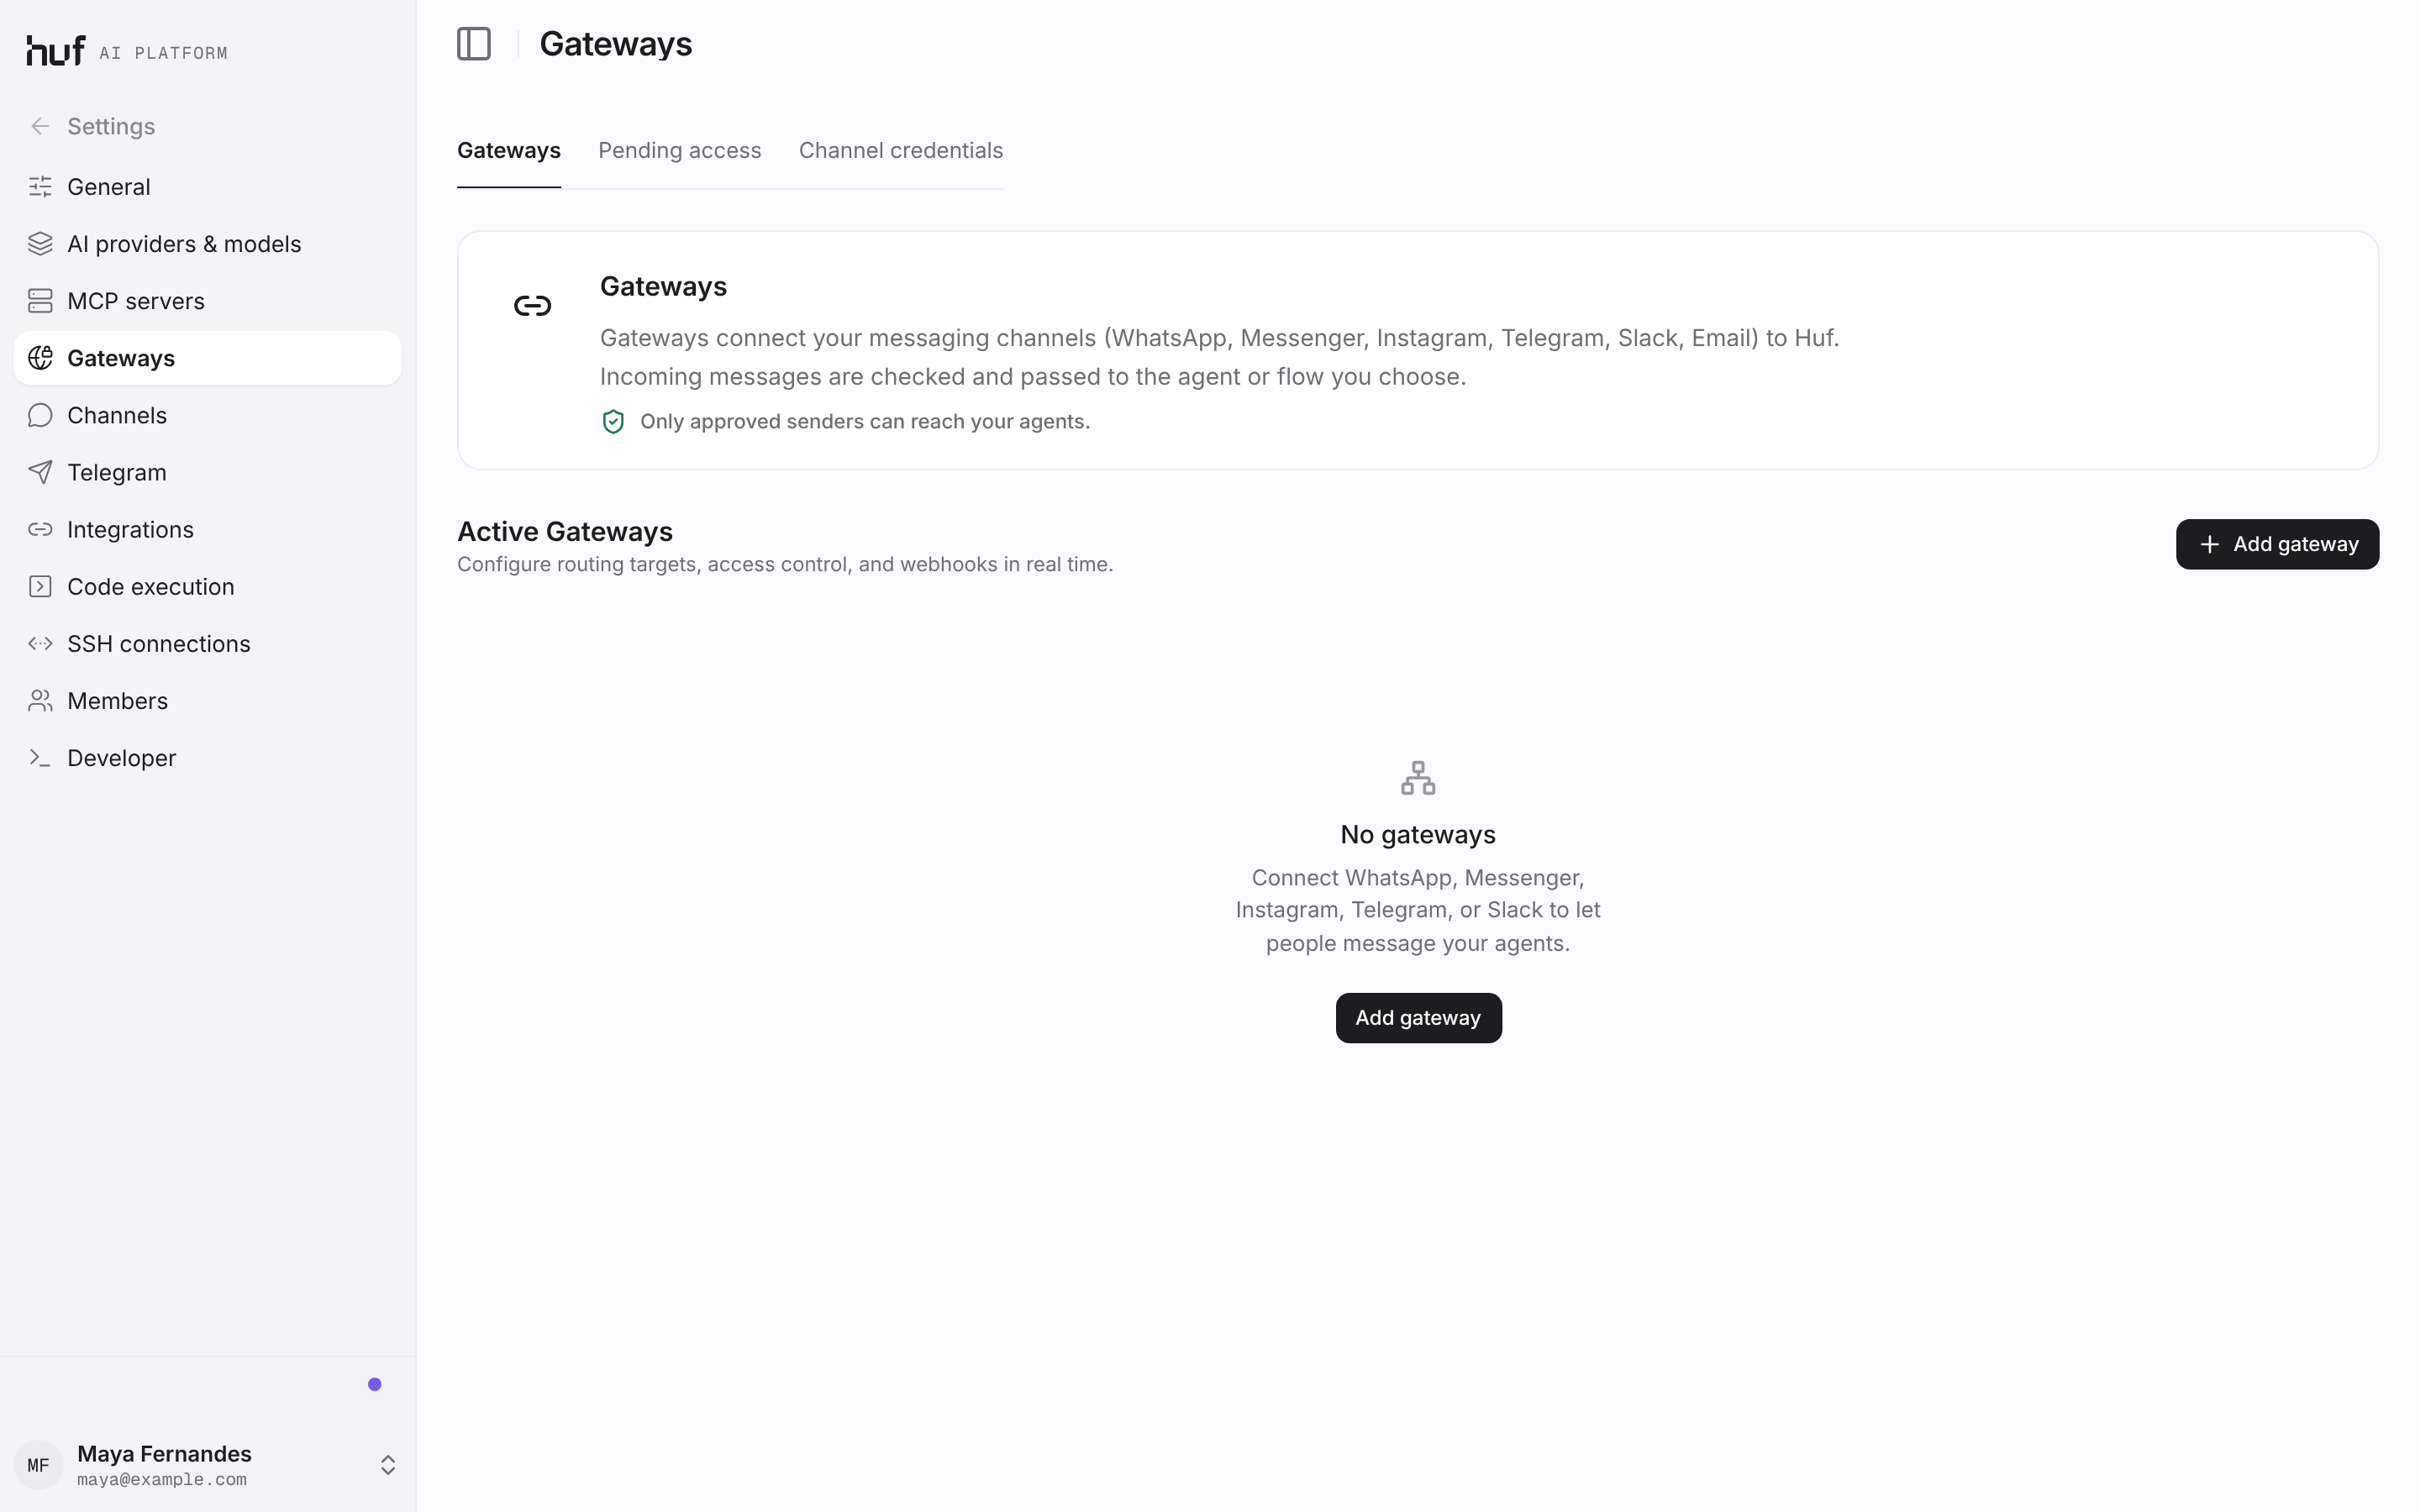 huf AI PLATFORM
Settings
General
AI providers & models
MCP servers
Gateways
Channels
Telegram
Integrations
Code execution
SSH connections
Members
Developer
MF
Maya Fernandes
maya@example.com
Gateways
Gateways
Pending access
Channel credentials
Gateways
Gateways connect your messaging channels (WhatsApp, Messenger, Instagram, Telegram, Slack, Email) to Huf.
Incoming messages are checked and passed to the agent or flow you choose.
Only approved senders can reach your agents.
Active Gateways
Configure routing targets, access control, and webhooks in real time.
Add gateway
No gateways
Connect WhatsApp, Messenger,
Instagram, Telegram, or Slack to let
people message your agents.
Add gateway